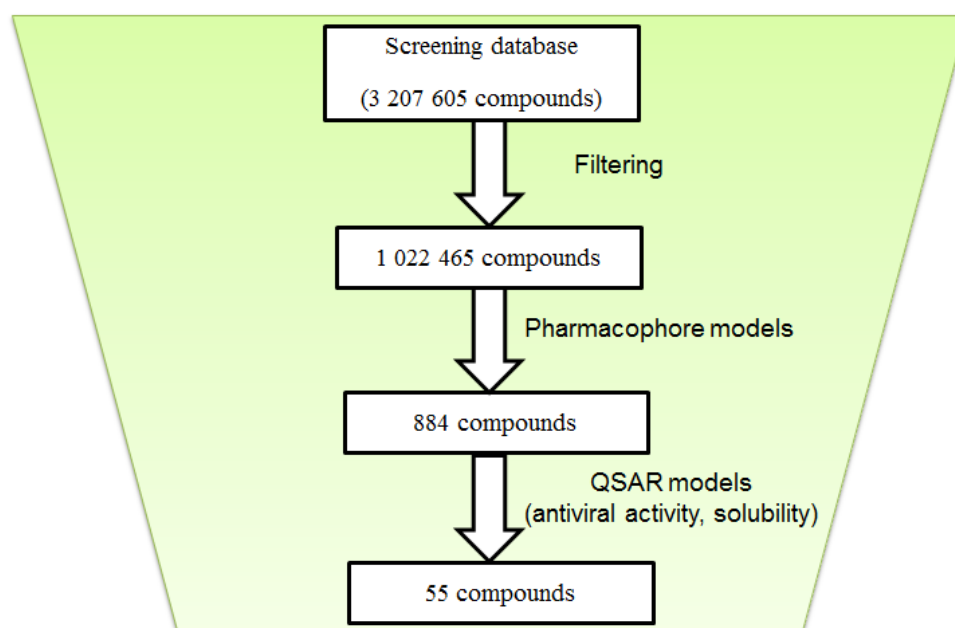 Screening database
(3 207 605 compounds)
Filtering
1 022 465 compounds
Pharmacophore models
884 compounds
QSAR models
(antiviral activity, solubility)
55 compounds